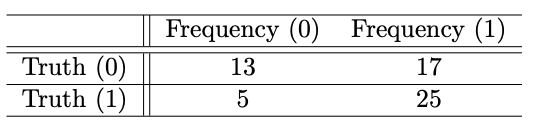 Frequency (0) Frequency (1)
Truth (0) 13 17
Truth (1) 5 25